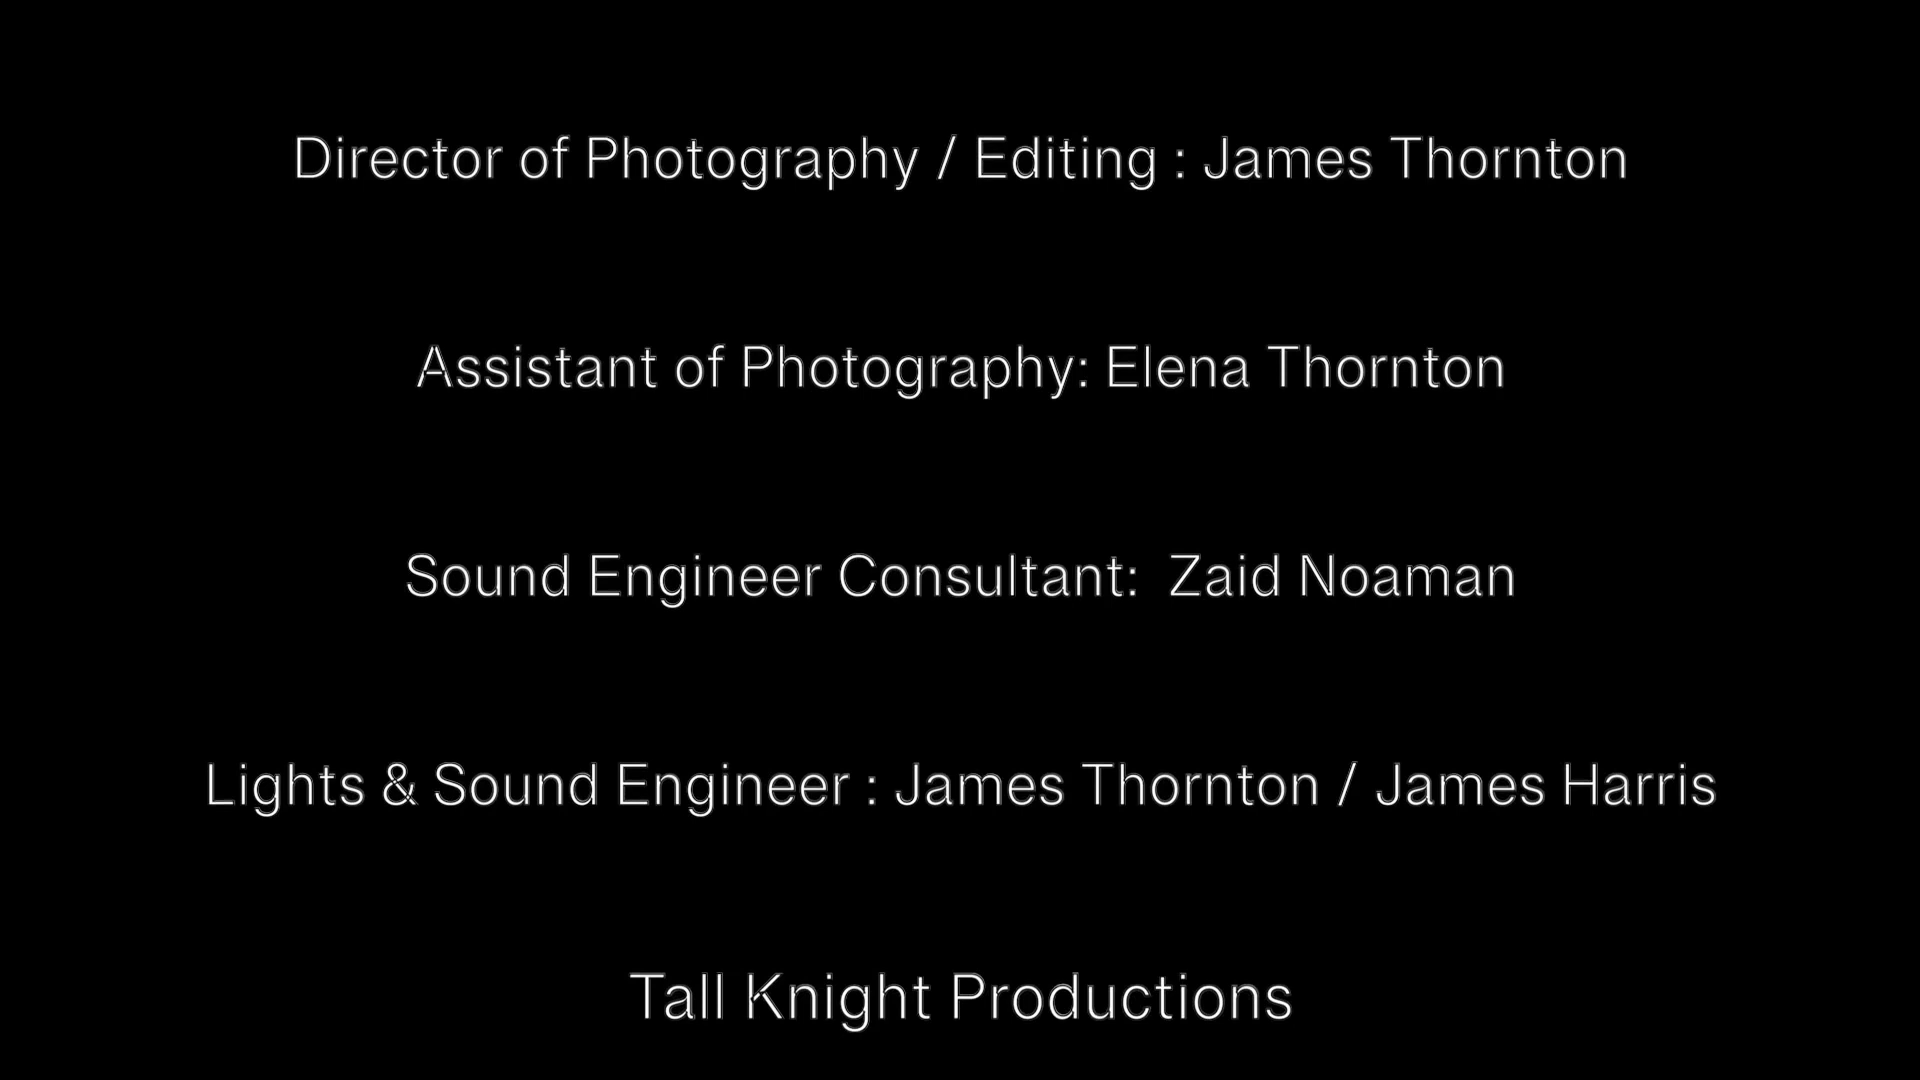 Director of Photography / Editing : James Thornton
Assistant of Photography: Elena Thornton
Sound Engineer Consultant:  Zaid Noaman
Lights & Sound Engineer : James Thornton / James Harris
Tall Knight Productions